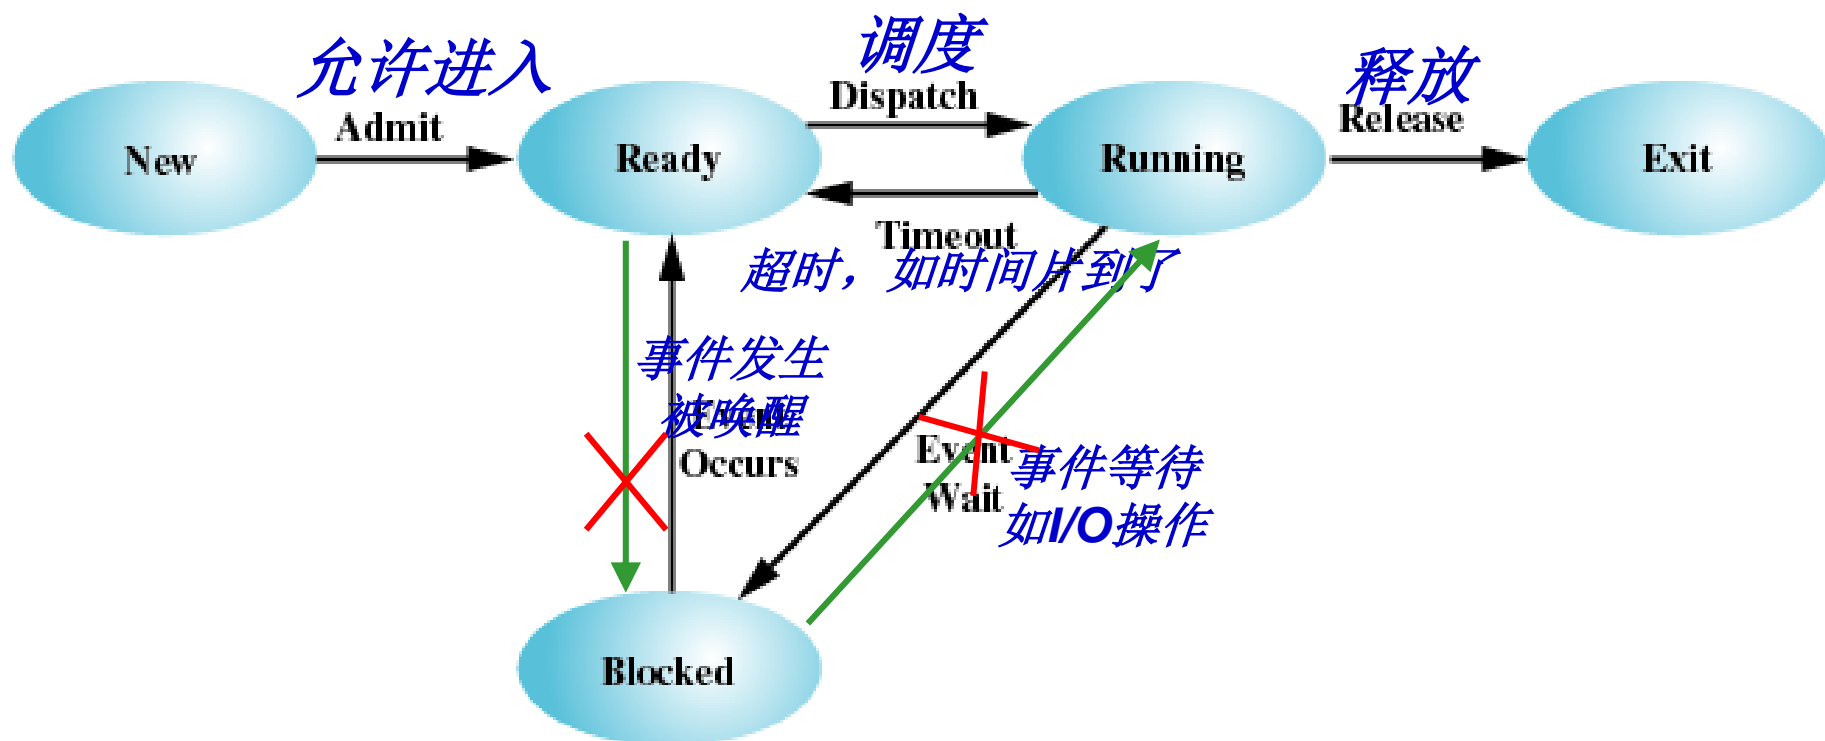 允许进入
调度
释放
Admit
Dispatch
Release
New
Ready
Running
Exit
Timeout
超时，如时间片到了
事件发生
被唤醒
Event
Occurs
Event
Wait
事件等待
如I/O操作
Blocked